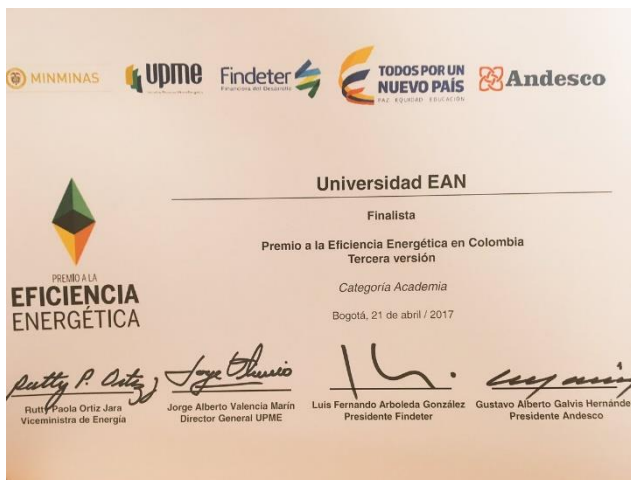 MINMINAS
upme
Findeter
Financiera del Desarrollo
TODOS POR UN
NUEVO PAÍS
PAZ EQUIDAD EDUCACIÓN
Andesco
Universidad EAN
Finalista
Premio a la Eficiencia Energética en Colombia
Tercera versión
Categoría Academia
Bogotá, 21 de abril / 2017
PREMIO A LA
EFICIENCIA
ENERGÉTICA
Rutty P. Ortiz J
Rutty Paola Ortiz Jara
Viceministra de Energía
Jorge Alberto Valencia Marín
Director General UPME
Luis Fernando Arboleda González
Presidente Findeter
Gustavo Alberto Galvis Hernánde
Presidente Andesco